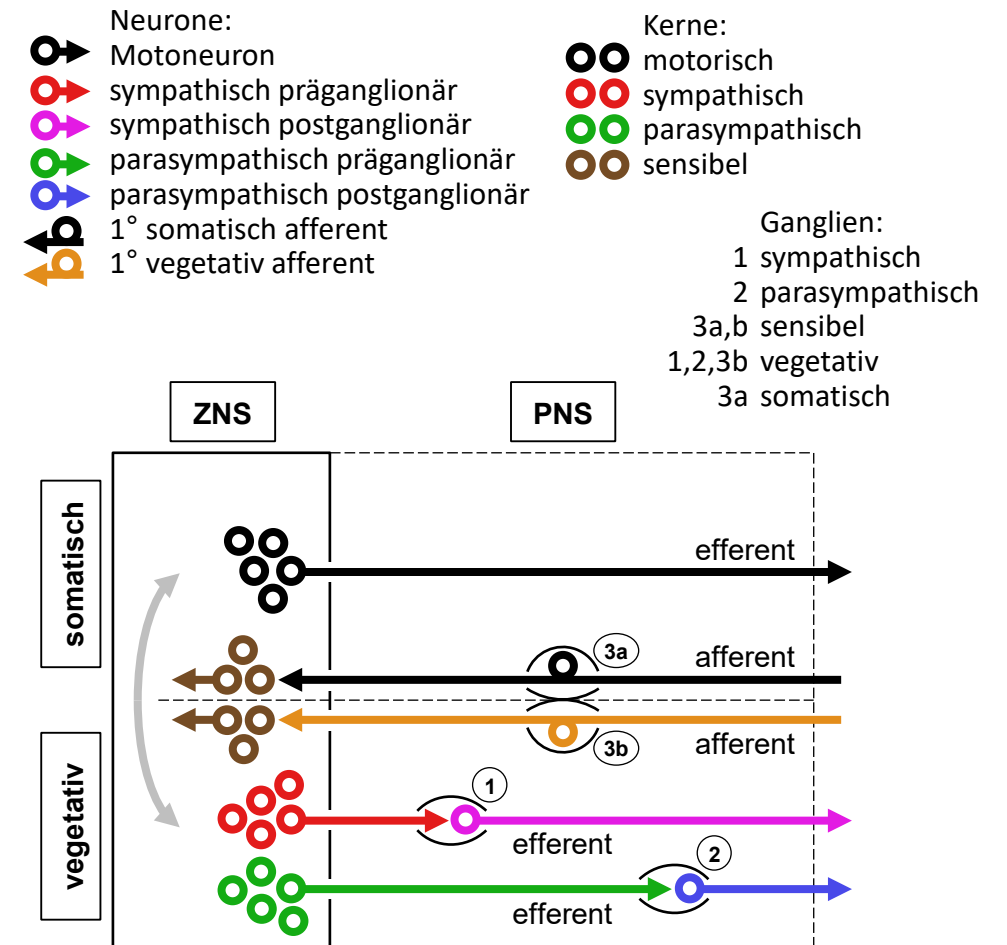 Neurone:
Motoneuron
sympathisch präganglionär
sympathisch postganglionär
parasympathisch präganglionär
parasympathisch postganglionär
1° somatisch afferent
1° vegetativ afferent
Kerne:
motorisch
sympathisch
parasympathisch
sensibel
Ganglien:
1 sympathisch
2 parasympathisch
3a,b sensibel
1,2,3b vegetativ
3a somatisch
ZNS
PNS
somatisch
vegetativ
efferent
3a
afferent
3b
afferent
1
efferent
2
efferent